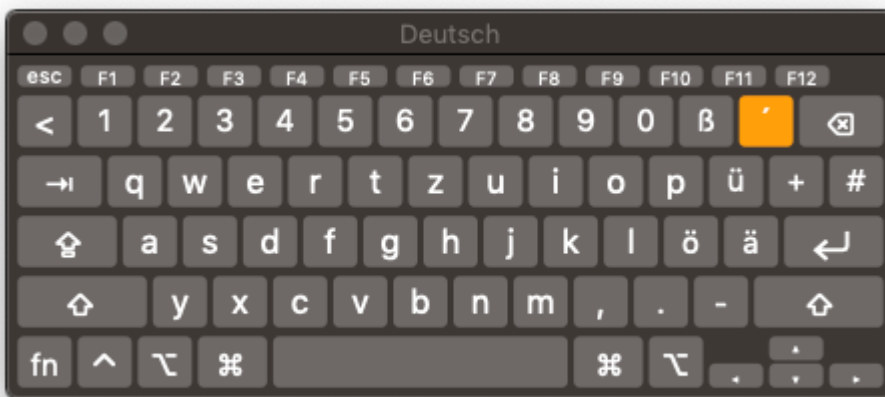 Deutsch
esc F1 F2 F3 F4 F5 F6 F7 F8 F9 F10 F11 F12
< 1 2 3 4 5 6 7 8 9 0 ß ´
q w e r t z u i o p ü + #
a s d f g h j k l ö ä
y x c v b n m , . -
fn ^ ⌥ ⌘ ⌘ ⌥